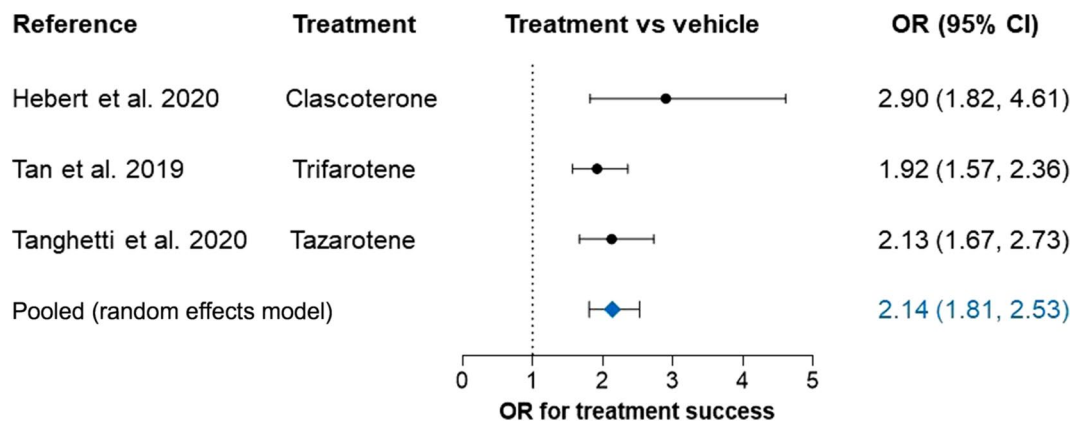 Reference Treatment Treatment vs vehicle OR (95% CI)
Hebert et al. 2020 Clascoterone 2.90 (1.82, 4.61)
Tan et al. 2019 Trifarotene 1.92 (1.57, 2.36)
Tanghetti et al. 2020 Tazarotene 2.13 (1.67, 2.73)
Pooled (random effects model) 2.14 (1.81, 2.53)
0 1 2 3 4 5
OR for treatment success